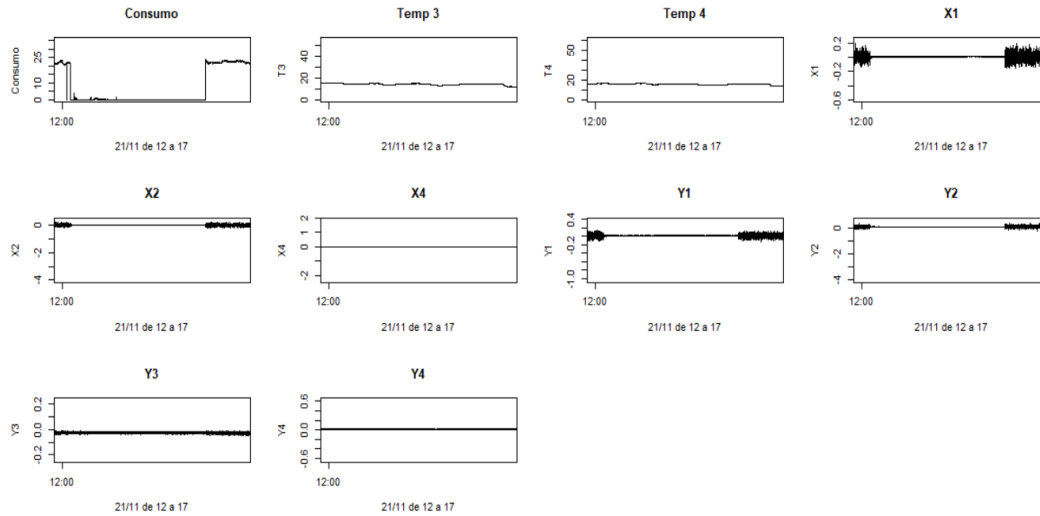 Consumo
Temp 3
Temp 4
X1
Consumo
0 10 25
T3
0 20 40
T4
0 20 40 60
X1
-0.6 -0.2 0.2
12:00
12:00
12:00
12:00
21/11 de 12 a 17
21/11 de 12 a 17
21/11 de 12 a 17
21/11 de 12 a 17
X2
X4
Y1
Y2
X2
-4 -2 0
X4
-2 0 1 2
Y1
-1.0 -0.2 0.4
Y2
-4 -2 0
12:00
12:00
12:00
12:00
21/11 de 12 a 17
21/11 de 12 a 17
21/11 de 12 a 17
21/11 de 12 a 17
Y3
Y4
Y3
-0.2 0.0 0.2
Y4
-0.6 0.0 0.6
12:00
12:00
21/11 de 12 a 17
21/11 de 12 a 17